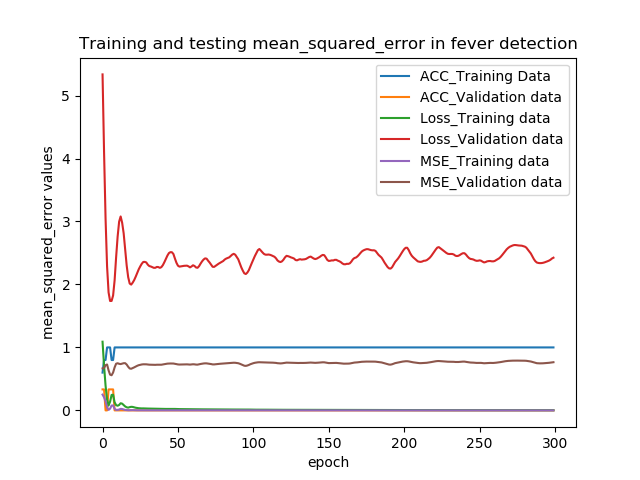 Training and testing mean_squared_error in fever detection
ACC_Training Data
ACC_Validation data
Loss_Training data
Loss_Validation data
MSE_Training data
MSE_Validation data
mean_squared_error values
5
4
3
2
1
0
0 50 100 150 200 250 300
epoch